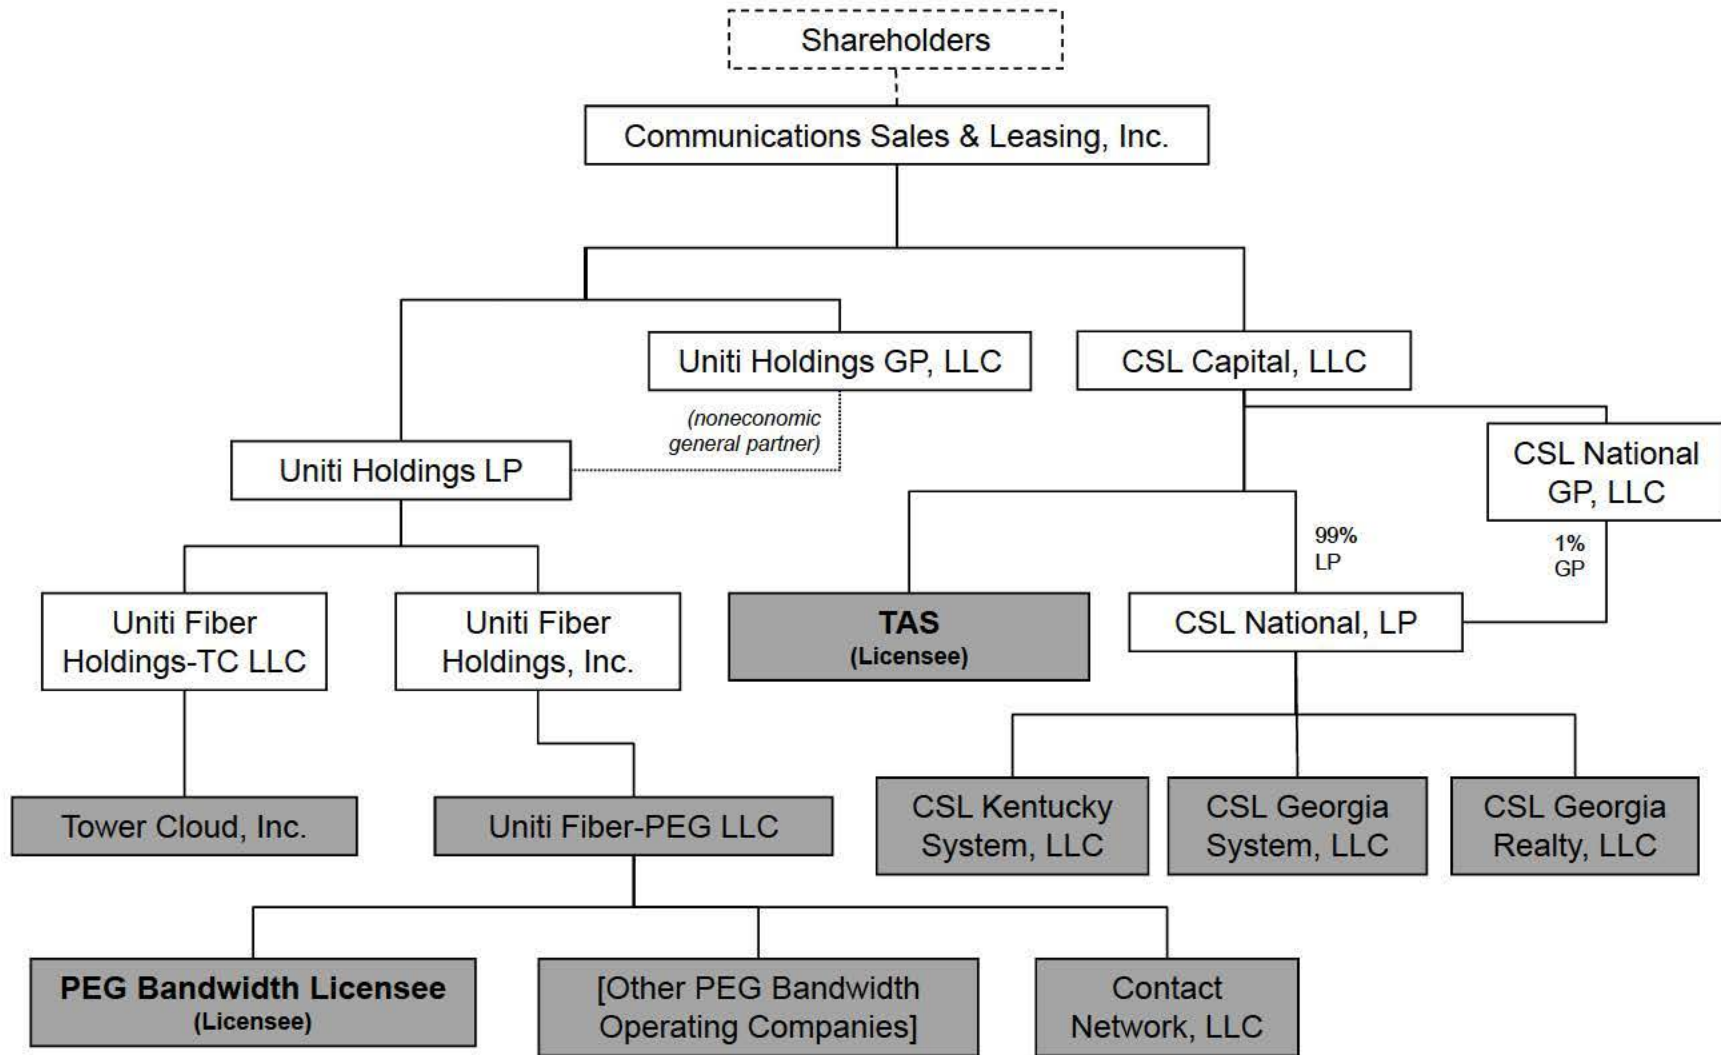 Shareholders
Communications Sales & Leasing, Inc.
Uniti Holdings GP, LLC
CSL Capital, LLC
(noneconomic
general partner)
Uniti Holdings LP
CSL National
GP, LLC
99%
LP
1%
GP
Uniti Fiber
Holdings-TC LLC
Uniti Fiber
Holdings, Inc.
TAS
(Licensee)
CSL National, LP
Tower Cloud, Inc.
Uniti Fiber-PEG LLC
CSL Kentucky
System, LLC
CSL Georgia
System, LLC
CSL Georgia
Realty, LLC
PEG Bandwidth Licensee
(Licensee)
[Other PEG Bandwidth
Operating Companies]
Contact
Network, LLC